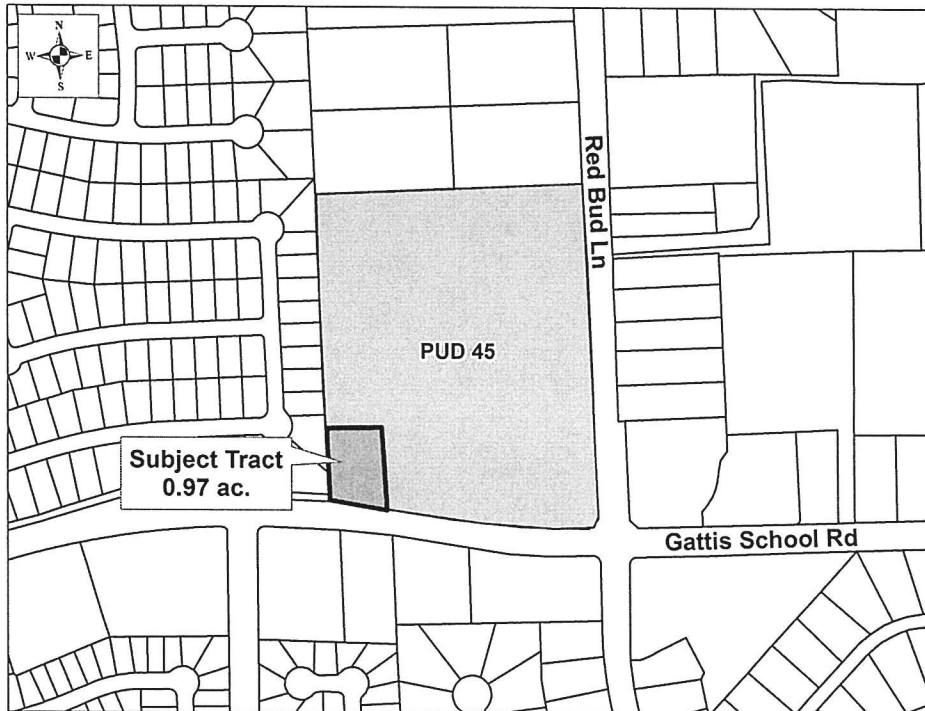 N
W E
S
Red Bud Ln
PUD 45
Subject Tract
0.97 ac.
Gattis School Rd